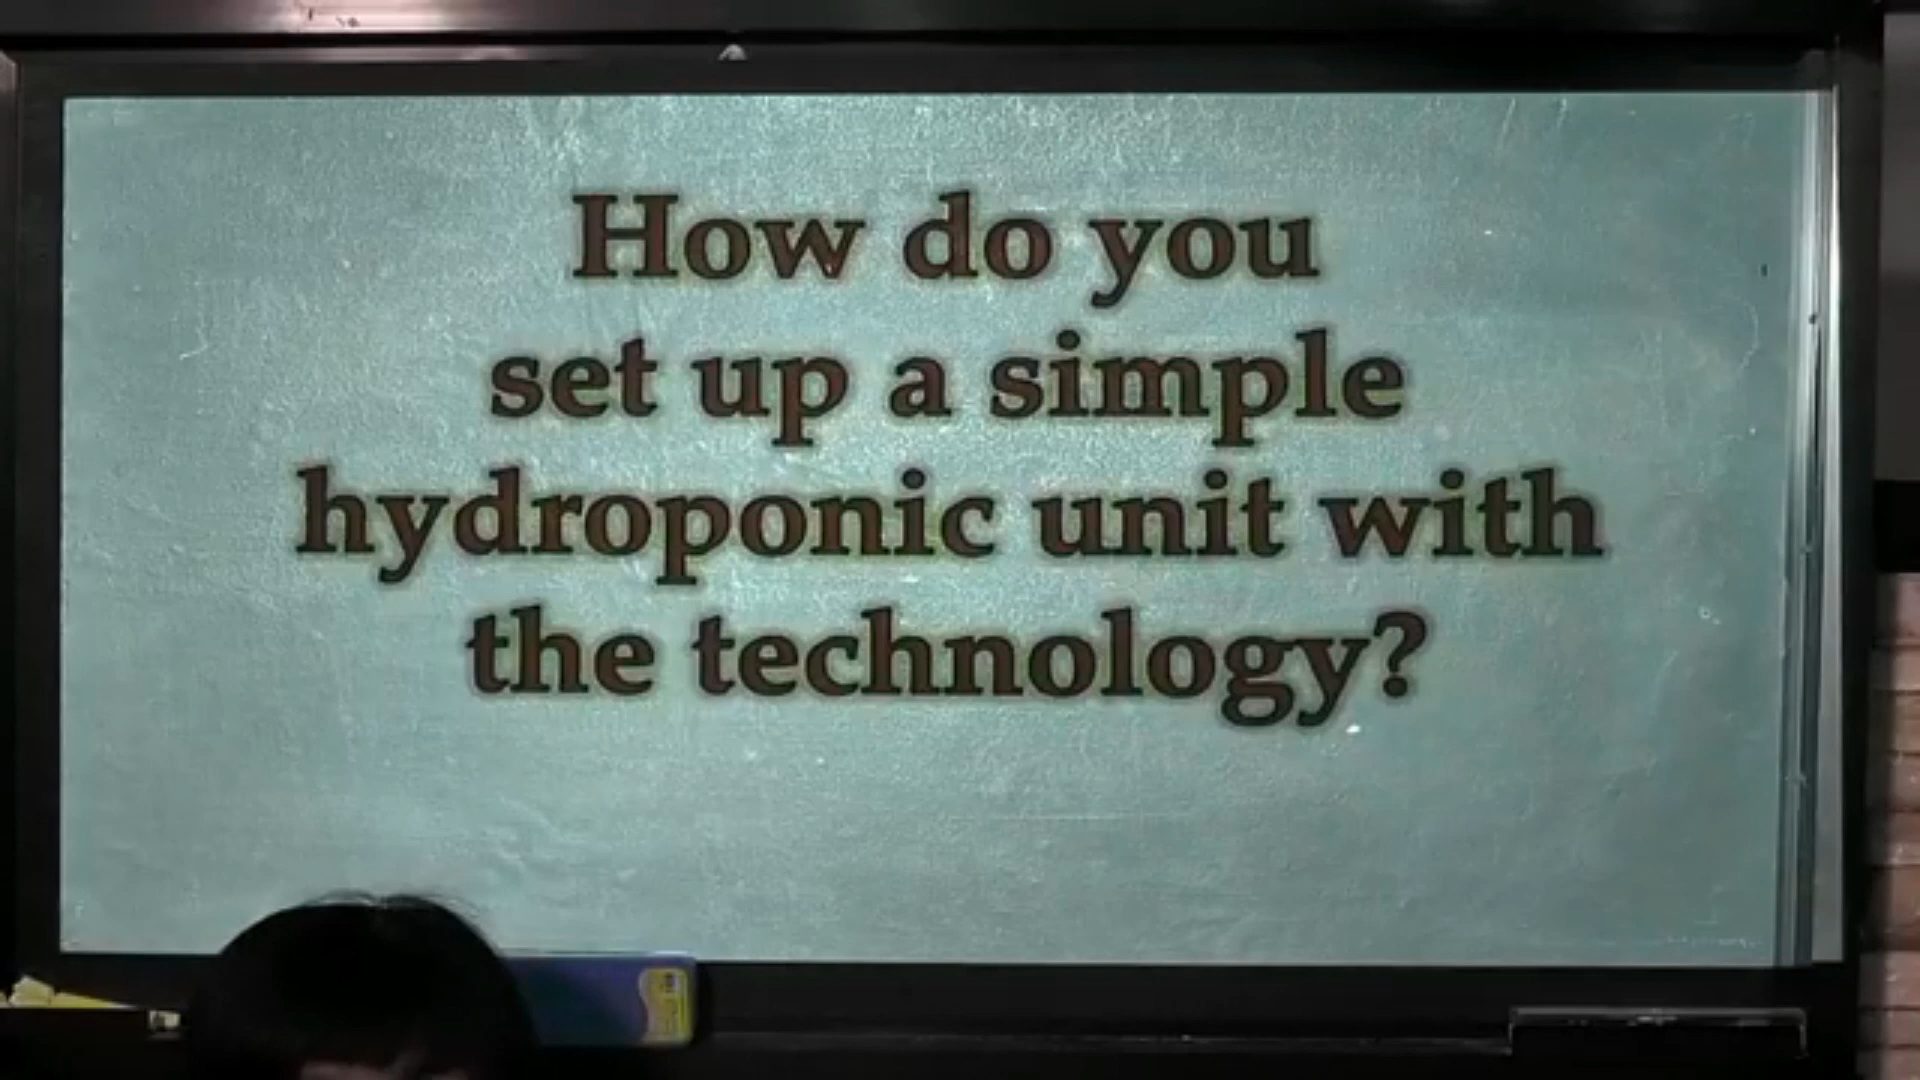 How do you
set up a simple
hydroponic unit with
the technology?